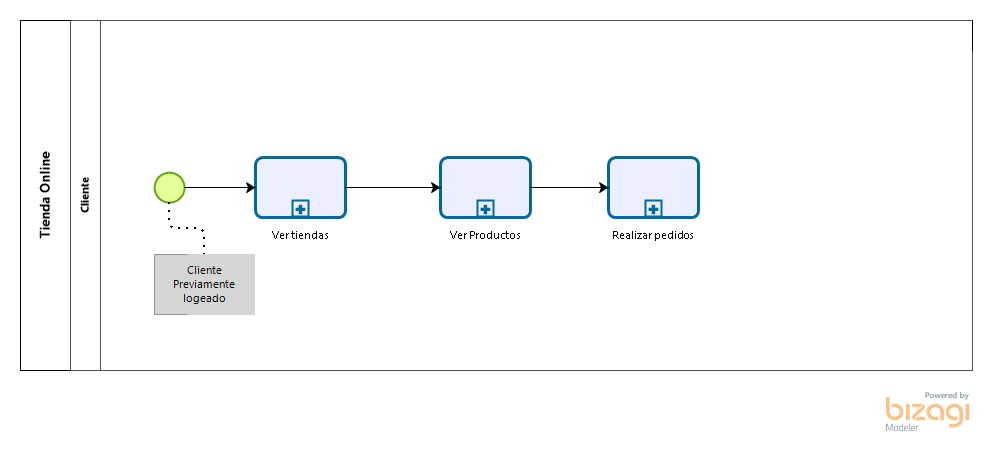 Tienda Online
Cliente
Ver tiendas
Ver Productos
Realizar pedidos
Cliente
Previamente
logeado
Powered by
bizagi
Modeler